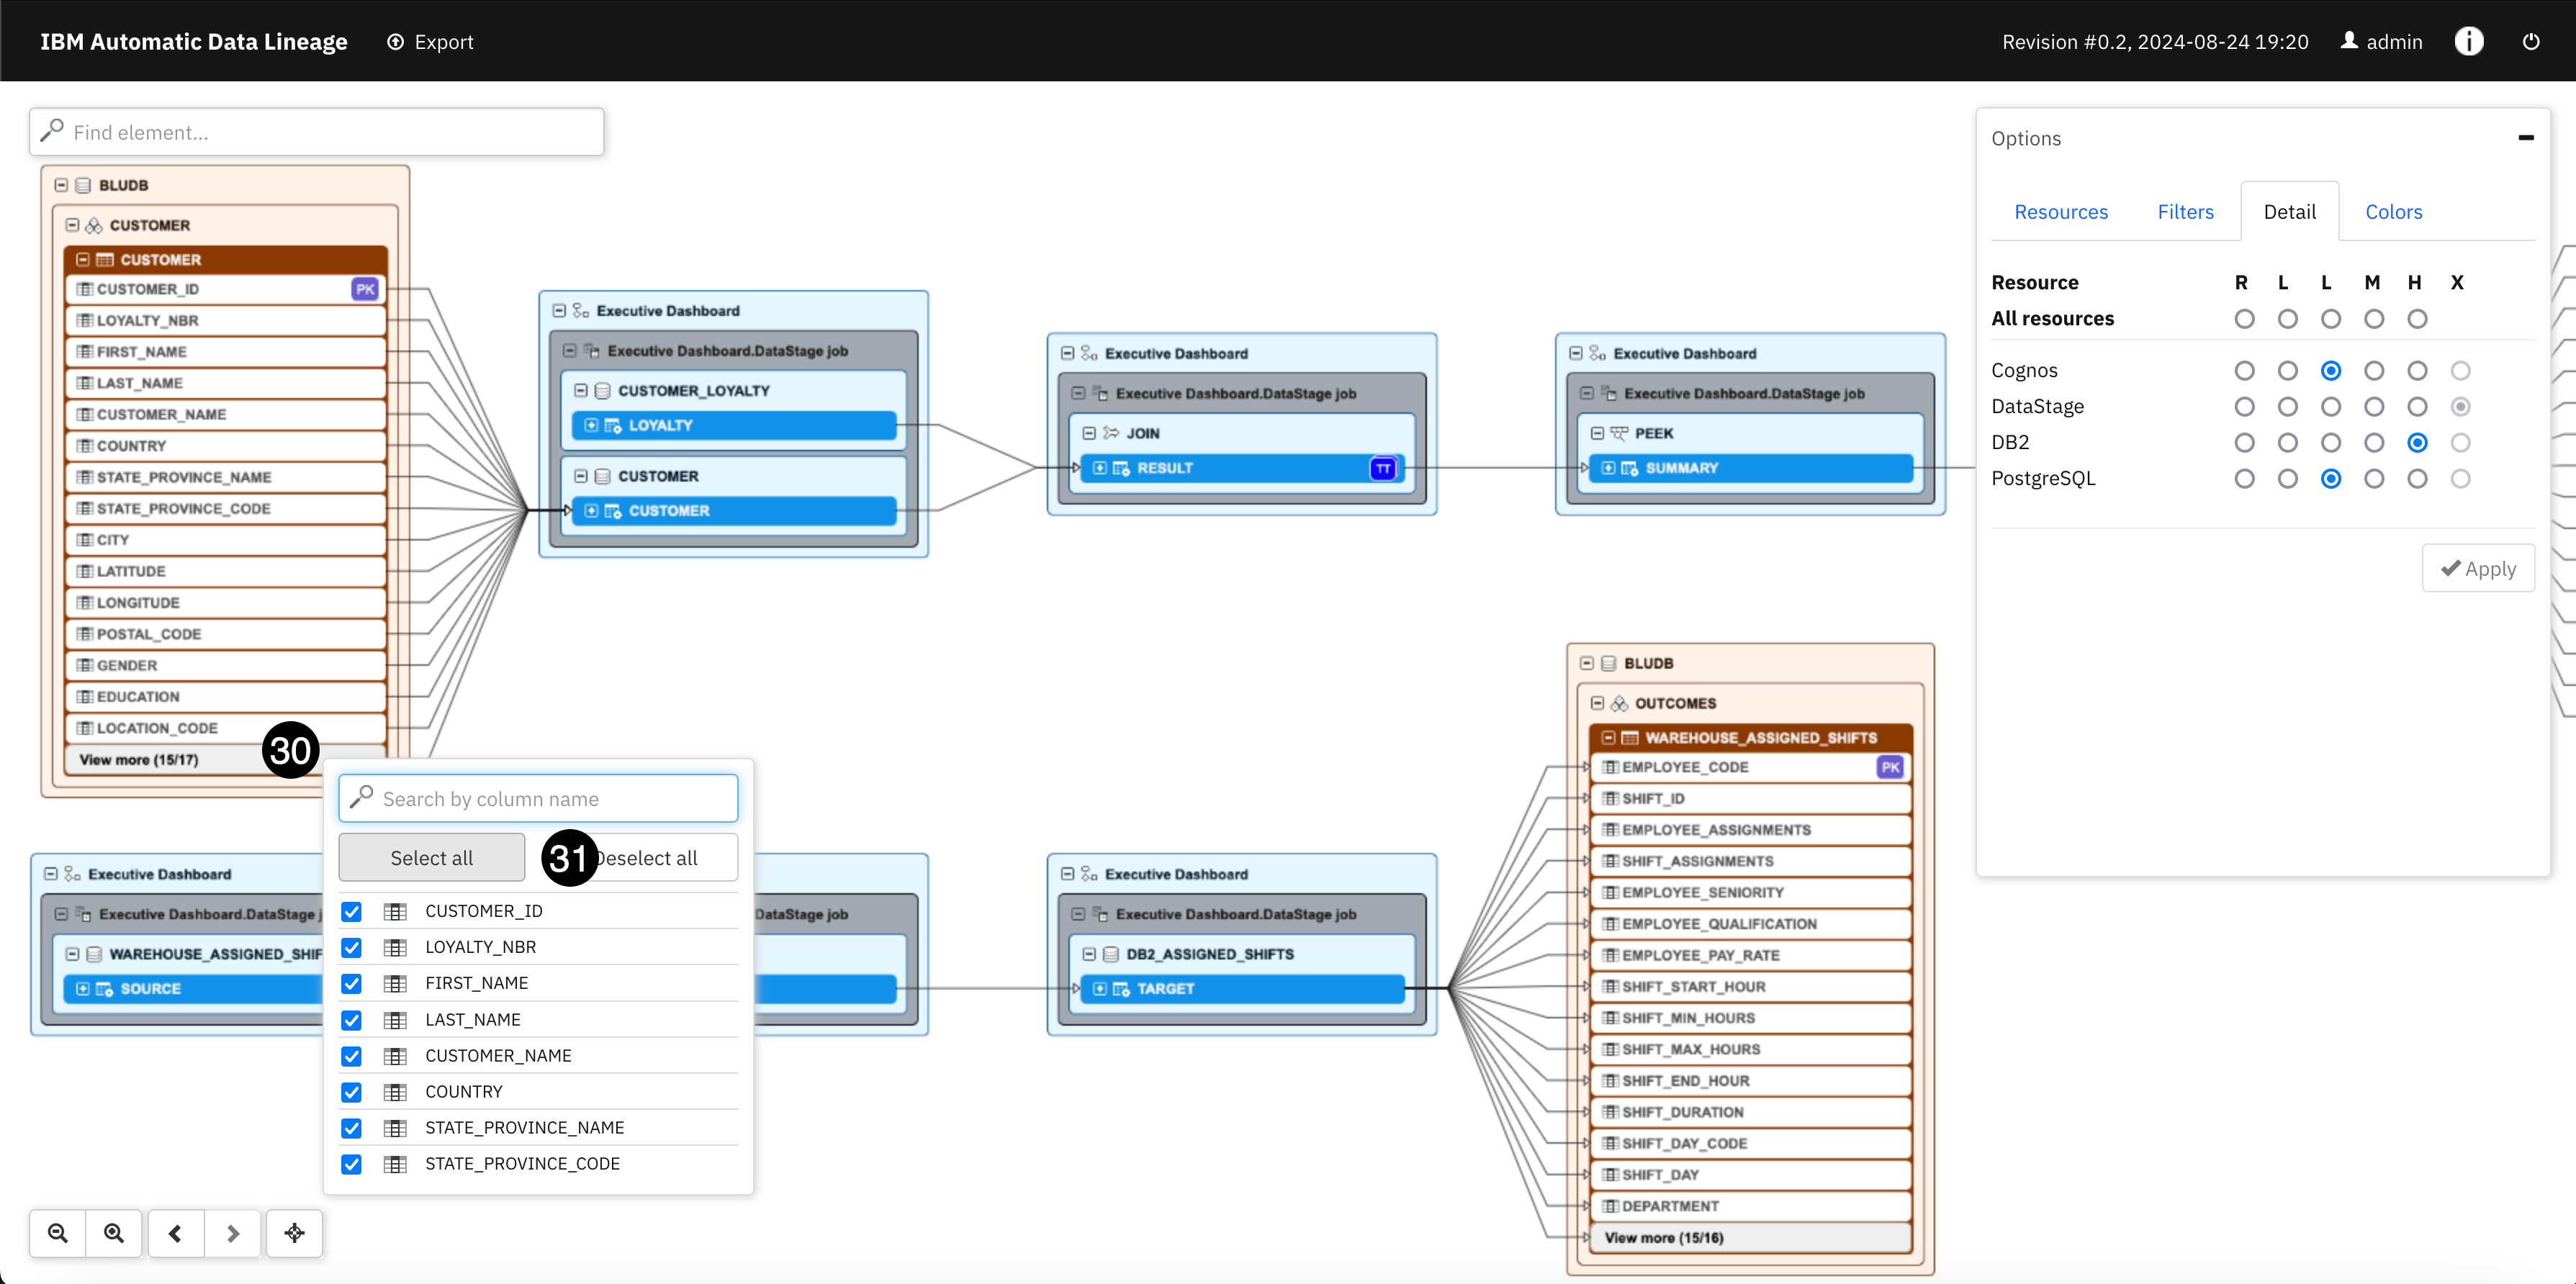 IBM Automatic Data Lineage
Export
Revision #0.2, 2024-08-24 19:20
admin
Find element...
BLUDB
CUSTOMER
CUSTOMER
CUSTOMER_ID PK
LOYALTY_NBR
FIRST_NAME
LAST_NAME
CUSTOMER_NAME
COUNTRY
STATE_PROVINCE_NAME
STATE_PROVINCE_CODE
CITY
LATITUDE
LONGITUDE
POSTAL_CODE
GENDER
EDUCATION
LOCATION_CODE
View more (15/17)
30
Executive Dashboard
Executive Dashboard.DataStage job
CUSTOMER_LOYALTY
LOYALTY
CUSTOMER
CUSTOMER
Executive Dashboard
Executive Dashboard.DataStage job
JOIN
RESULT TT
Executive Dashboard
Executive Dashboard.DataStage job
PEEK
SUMMARY
Options
Resources Filters Detail Colors
Resource R L L M H X
All resources
Cognos
DataStage
DB2
PostgreSQL
Apply
Search by column name
Select all
31
Deselect all
CUSTOMER_ID
LOYALTY_NBR
FIRST_NAME
LAST_NAME
CUSTOMER_NAME
COUNTRY
STATE_PROVINCE_NAME
STATE_PROVINCE_CODE
Executive Dashboard
Executive Dashboard.DataStage j
WAREHOUSE_ASSIGNED_SHIF
SOURCE
DataStage job
Executive Dashboard
Executive Dashboard.DataStage job
DB2_ASSIGNED_SHIFTS
TARGET
BLUDB
OUTCOMES
WAREHOUSE_ASSIGNED_SHIFTS
EMPLOYEE_CODE PK
SHIFT_ID
EMPLOYEE_ASSIGNMENTS
SHIFT_ASSIGNMENTS
EMPLOYEE_SENIORITY
EMPLOYEE_QUALIFICATION
EMPLOYEE_PAY_RATE
SHIFT_START_HOUR
SHIFT_MIN_HOURS
SHIFT_MAX_HOURS
SHIFT_END_HOUR
SHIFT_DURATION
SHIFT_DAY_CODE
SHIFT_DAY
DEPARTMENT
View more (15/16)